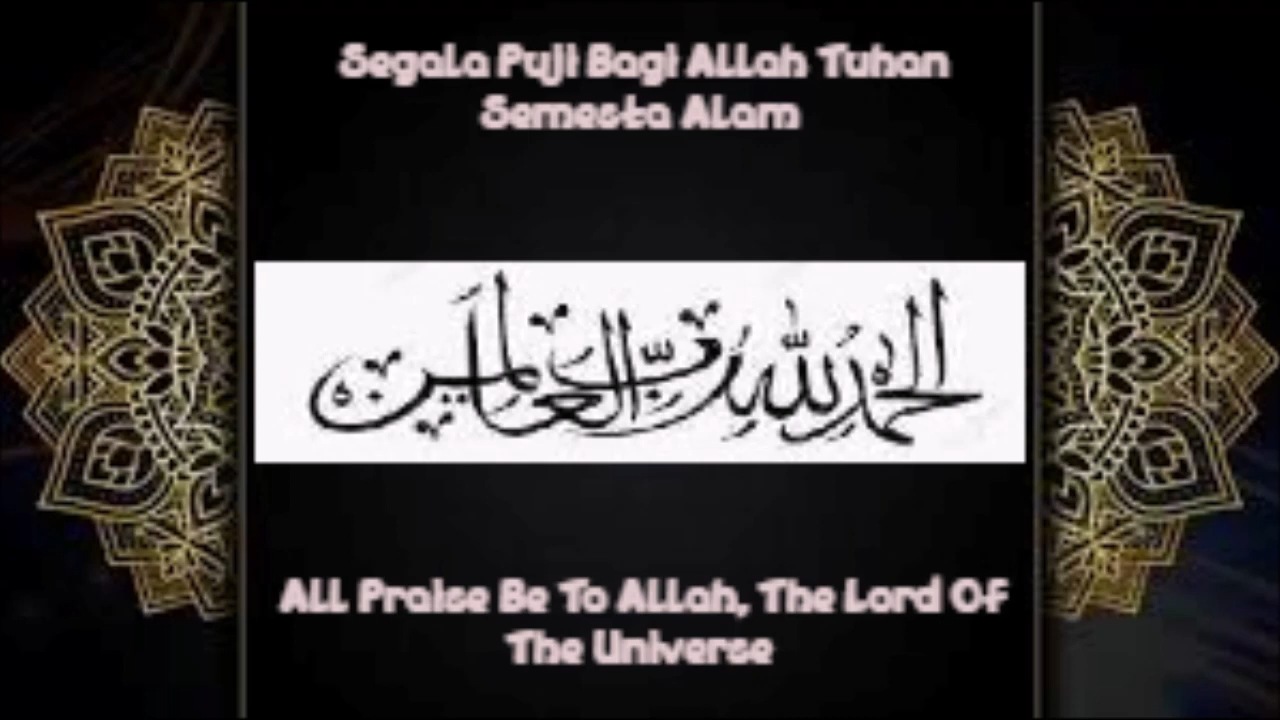 Segala Puji Bagi Allah Tuhan
Semesta Alam
الحمد لله رب العالمين
All Praise Be To Allah, The Lord Of
The Universe